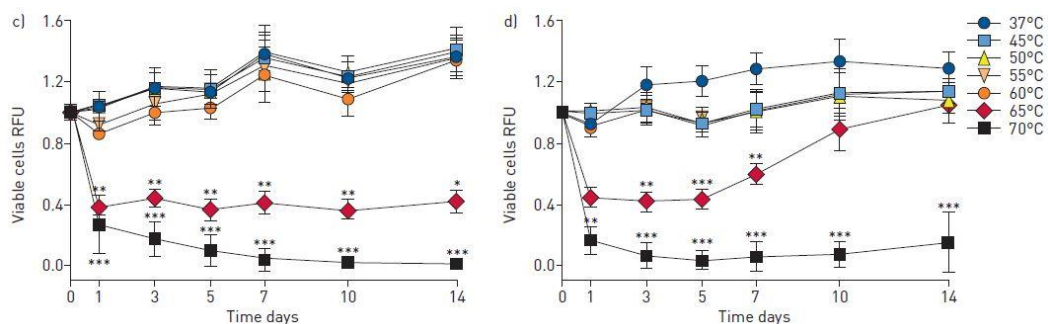 c)
1.6
1.2
0.8
0.4
0.0
Viable cells RFU
** ** ** ** ** *
*** *** *** *** *** ***
0 1 3 5 7 10 14
Time days
d)
1.6
1.2
0.8
0.4
0.0
Viable cells RFU
** *** **
** *** *** *** *** ***
0 1 3 5 7 10 14
Time days
37°C
45°C
50°C
55°C
60°C
65°C
70°C